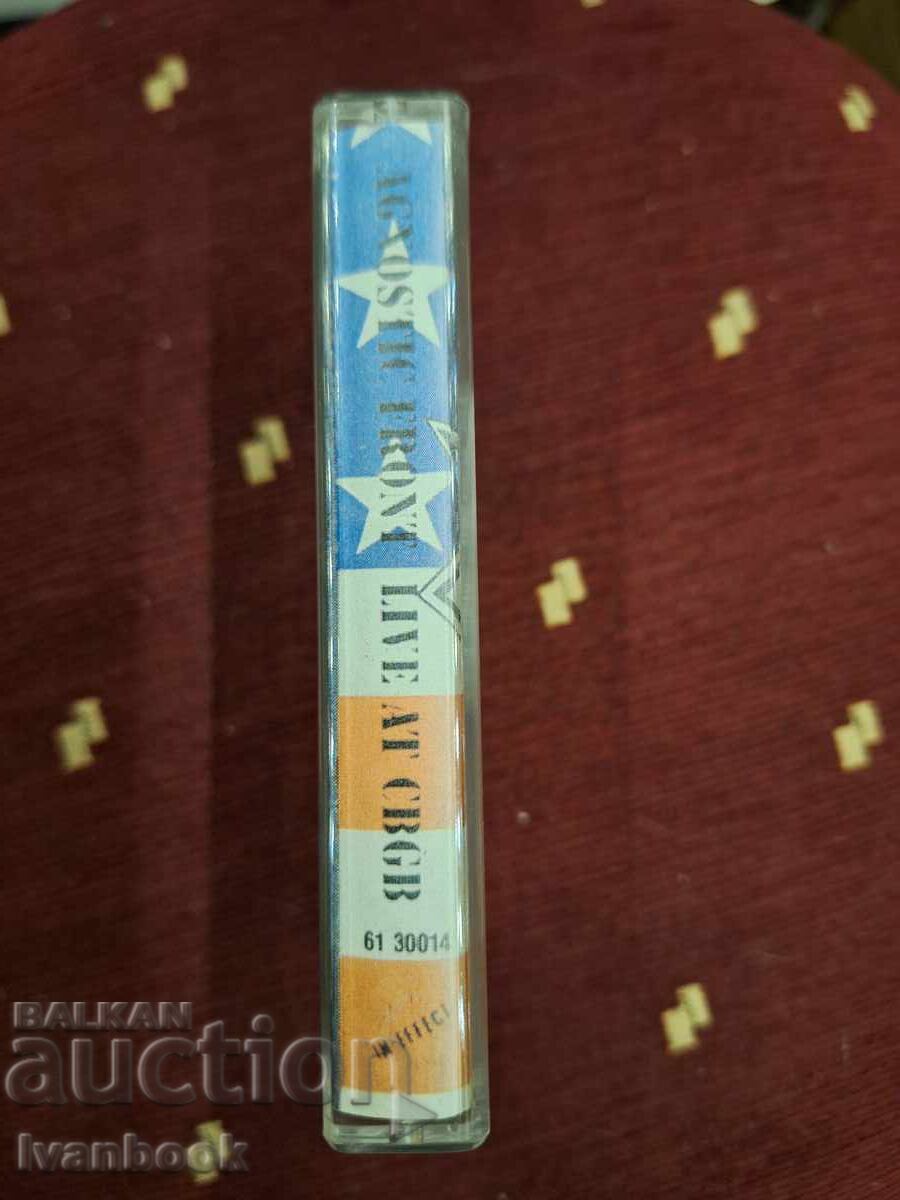 AGNOSTIC FRONT LIVE AT CBGB
61 30014
IN-EFFECT
BALKAN
auction
Ivanbook